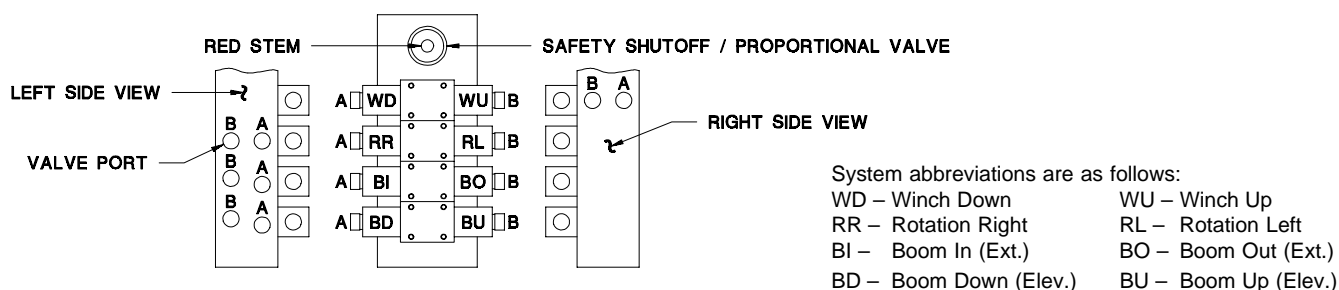 RED STEM
SAFETY SHUTOFF / PROPORTIONAL VALVE
LEFT SIDE VIEW
A WD WU B
B A
RIGHT SIDE VIEW
B A
A RR RL B
VALVE PORT
B A
A BI BO B
B A
A BD BU B
System abbreviations are as follows:
WD – Winch Down WU – Winch Up
RR – Rotation Right RL – Rotation Left
BI – Boom In (Ext.) BO – Boom Out (Ext.)
BD – Boom Down (Elev.) BU – Boom Up (Elev.)